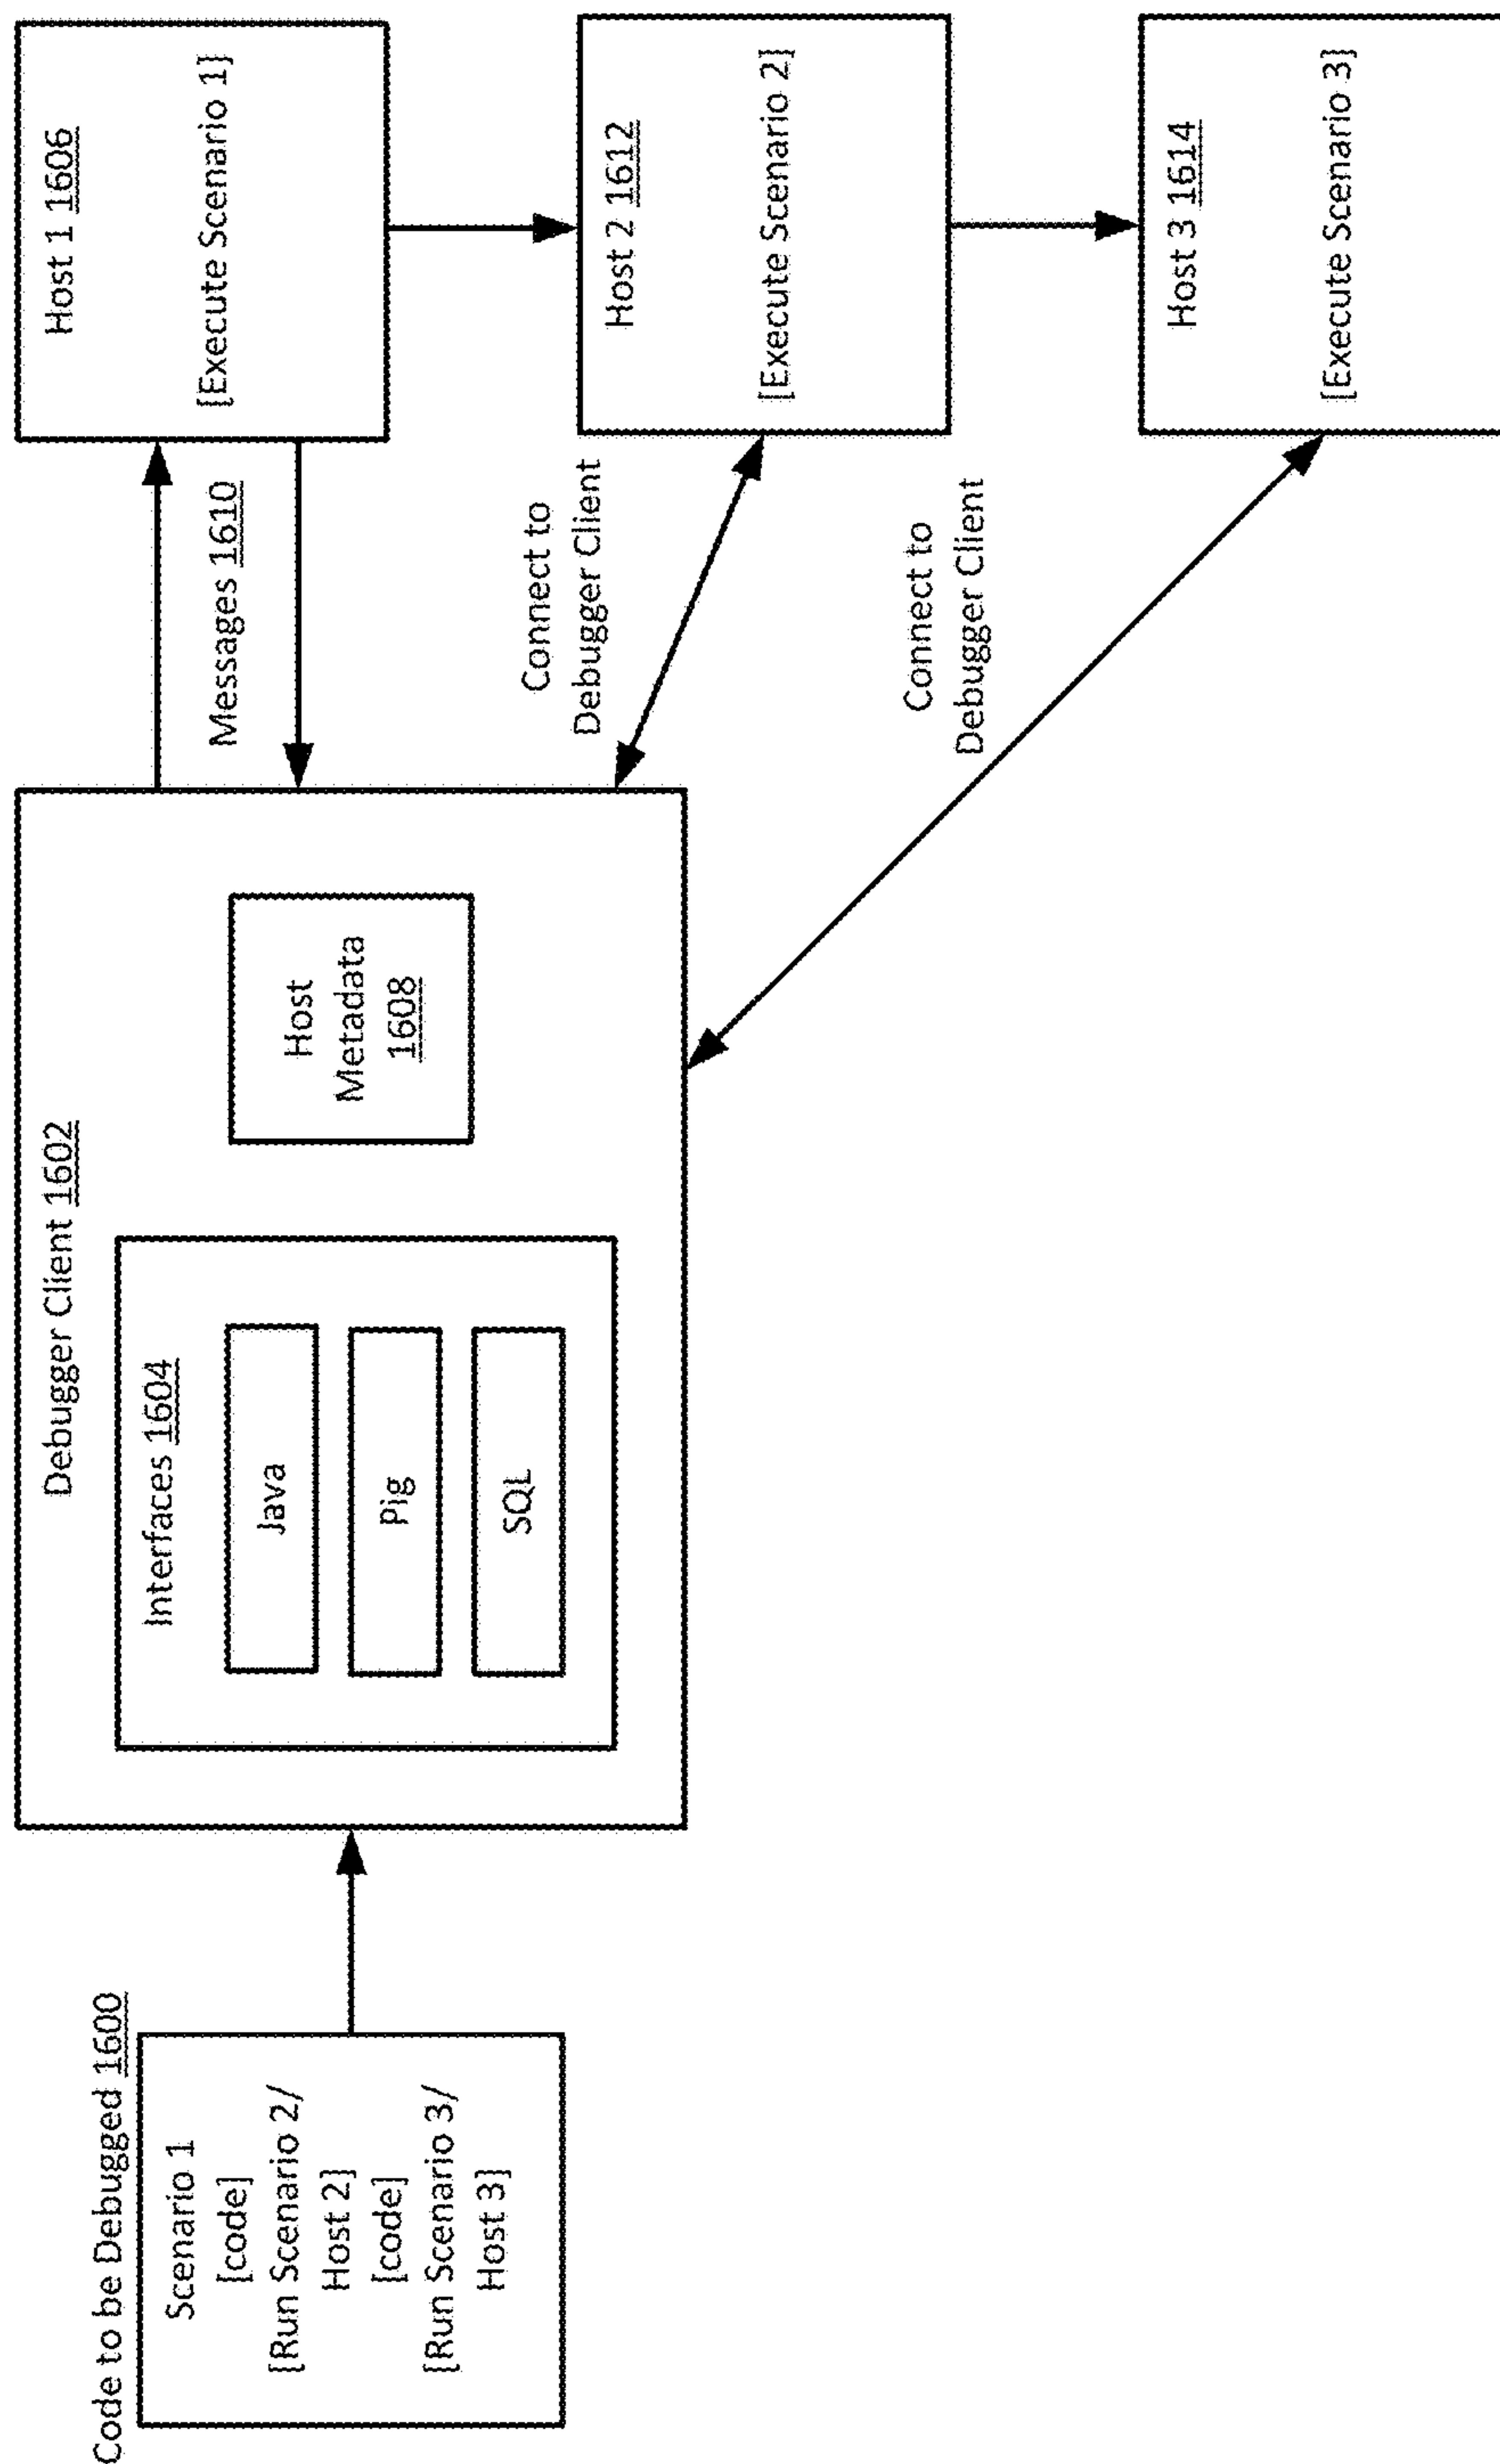 Code to be Debugged 1600
Scenario 1
[code]
[Run Scenario 2/
Host 2]
[code]
[Run Scenario 3/
Host 3]
Debugger Client 1602
Interfaces 1604
Java
Pig
SQL
Host
Metadata
1608
Messages 1610
Connect to
Debugger Client
Connect to
Debugger Client
Host 1 1606
[Execute Scenario 1]
Host 2 1612
[Execute Scenario 2]
Host 3 1614
[Execute Scenario 3]